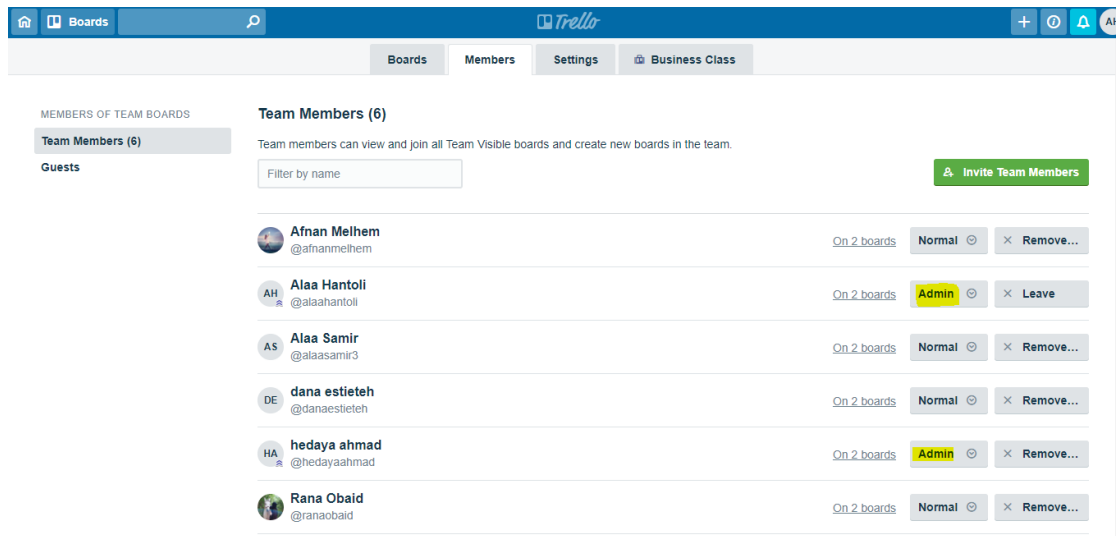 Boards
Trello
AH
Boards Members Settings Business Class
MEMBERS OF TEAM BOARDS
Team Members (6)
Guests
Team Members (6)
Team members can view and join all Team Visible boards and create new boards in the team.
Filter by name
Invite Team Members
Afnan Melhem
@afnanmelhem
On 2 boards Normal Remove...
AH
Alaa Hantoli
@alaahantoli
On 2 boards Admin Leave
AS
Alaa Samir
@alaasamir3
On 2 boards Normal Remove...
DE
dana estieteh
@danaestieteh
On 2 boards Normal Remove...
HA
hedaya ahmad
@hedayaahmad
On 2 boards Admin Remove...
Rana Obaid
@ranaobaid
On 2 boards Normal Remove...